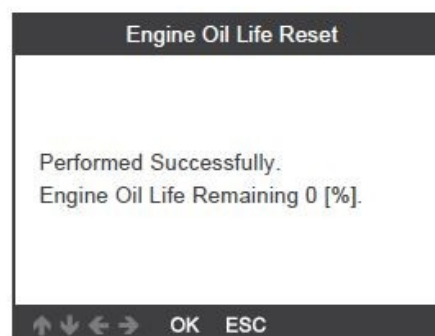 Engine Oil Life Reset
Performed Successfully.
Engine Oil Life Remaining 0 [%].
OK ESC